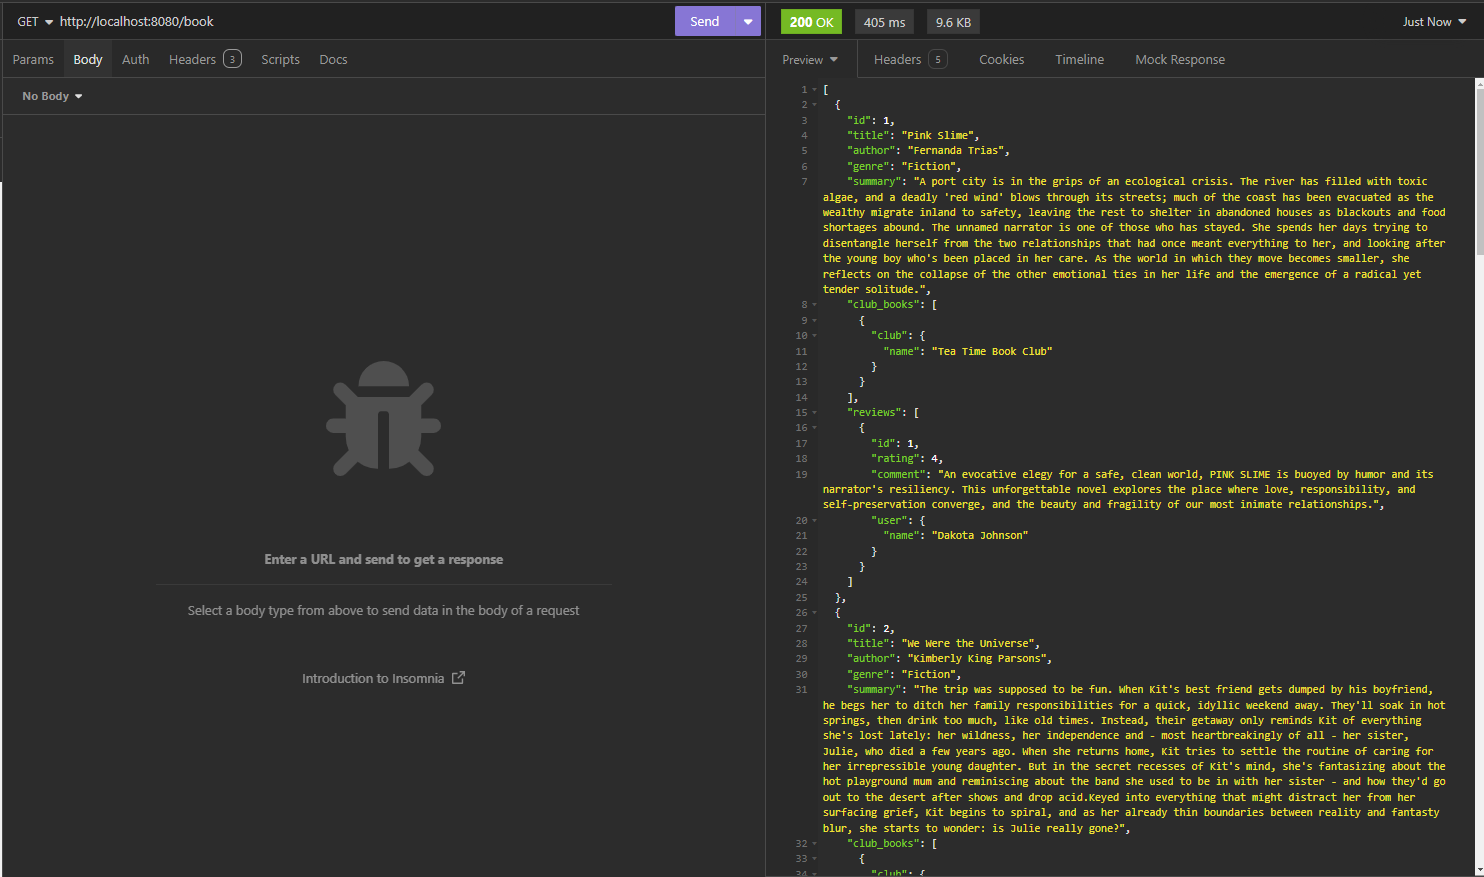 GET http://localhost:8080/book Send
200 OK 405 ms 9.6 KB Just Now
Params Body Auth Headers 3 Scripts Docs
Preview Headers 5 Cookies Timeline Mock Response
No Body
Enter a URL and send to get a response
Select a body type from above to send data in the body of a request
Introduction to Insomnia
1 [
2 {
3 "id": 1,
4 "title": "Pink Slime",
5 "author": "Fernanda Trias",
6 "genre": "Fiction",
7 "summary": "A port city is in the grips of an ecological crisis. The river has filled with toxic
algae, and a deadly 'red wind' blows through its streets; much of the coast has been evacuated as the
wealthy migrate inland to safety, leaving the rest to shelter in abandoned houses as blackouts and food
shortages abound. The unnamed narrator is one of those who has stayed. She spends her days trying to
disentangle herself from the two relationships that had once meant everything to her, and looking after
the young boy who's been placed in her care. As the world in which they move becomes smaller, she
reflects on the collapse of the other emotional ties in her life and the emergence of a radical yet
tender solitude.",
8 "club_books": [
9 {
10 "club": {
11 "name": "Tea Time Book Club"
12 }
13 }
14 ],
15 "reviews": [
16 {
17 "id": 1,
18 "rating": 4,
19 "comment": "An evocative elegy for a safe, clean world, PINK SLIME is buoyed by humor and its
narrator's resiliency. This unforgettable novel explores the place where love, responsibility, and
self-preservation converge, and the beauty and fragility of our most inimate relationships.",
20 "user": {
21 "name": "Dakota Johnson"
22 }
23 }
24 ]
25 },
26 {
27 "id": 2,
28 "title": "We Were the Universe",
29 "author": "Kimberly King Parsons",
30 "genre": "Fiction",
31 "summary": "The trip was supposed to be fun. When Kit's best friend gets dumped by his boyfriend,
he begs her to ditch her family responsibilities for a quick, idyllic weekend away. They'll soak in hot
springs, then drink too much, like old times. Instead, their getaway only reminds Kit of everything
she's lost lately: her wildness, her independence and - most heartbreakingly of all - her sister,
Julie, who died a few years ago. When she returns home, Kit tries to settle the routine of caring for
her irrepressible young daughter. But in the secret recesses of Kit's mind, she's fantasizing about the
hot playground mum and reminiscing about the band she used to be in with her sister - and how they'd go
out to the desert after shows and drop acid.Keyed into everything that might distract her from her
surfacing grief, Kit begins to spiral, and as her already thin boundaries between reality and fantasty
blur, she starts to wonder: is Julie really gone?",
32 "club_books": [
33 {
34 "club": {